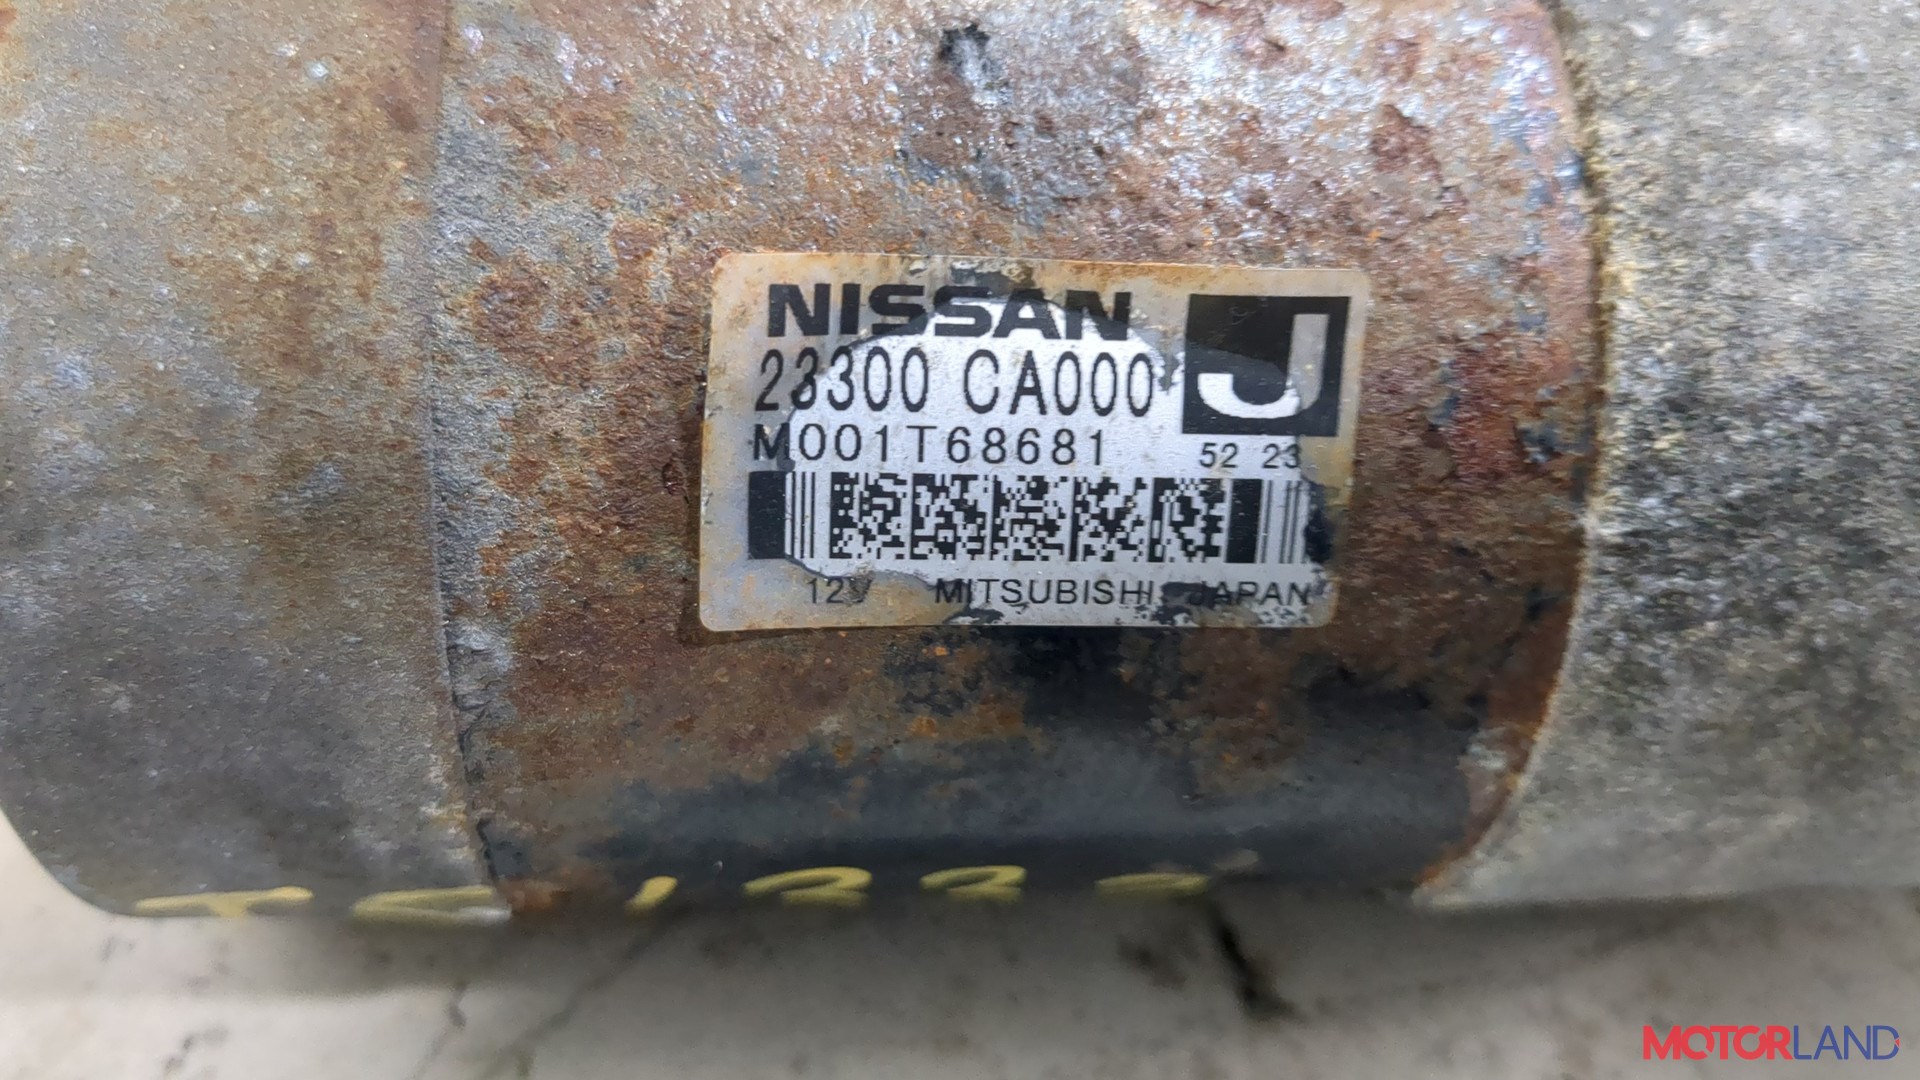 NISSAN
J
23300 CA000
M001T68681
52 23
12V MITSUBISHI JAPAN
MOTORLAND